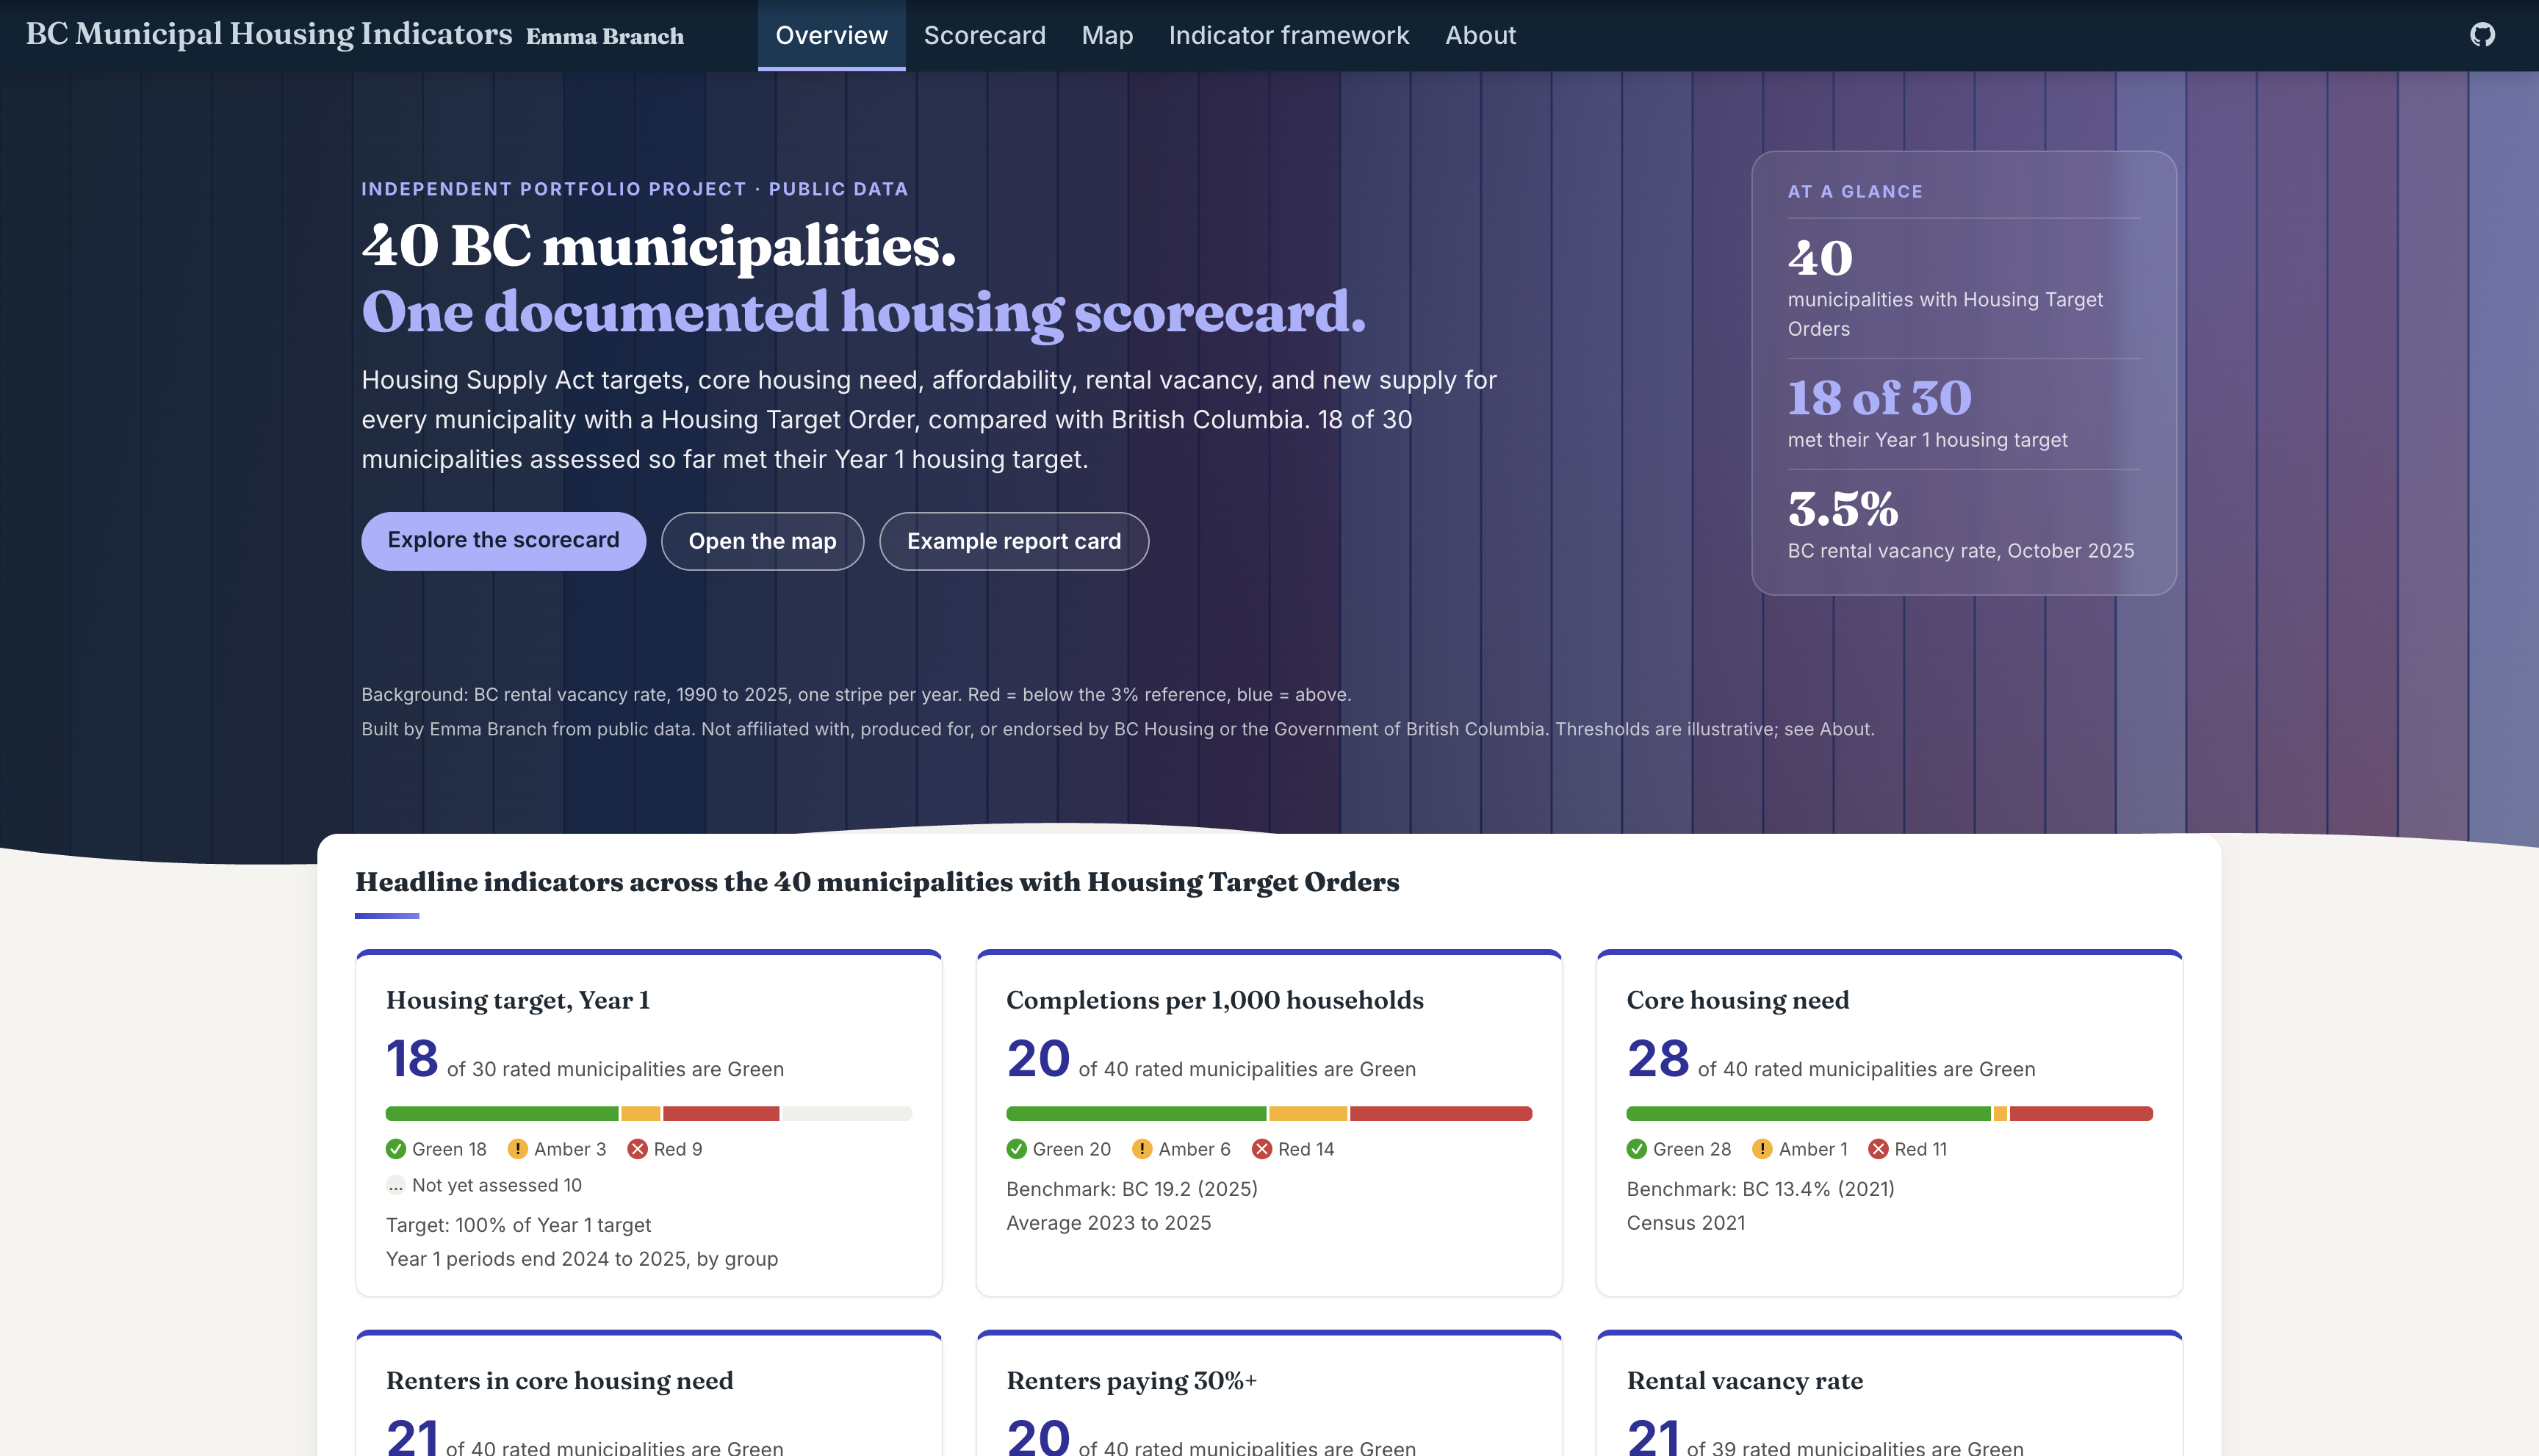 BC Municipal Housing Indicators Emma Branch
Overview Scorecard Map Indicator framework About
INDEPENDENT PORTFOLIO PROJECT · PUBLIC DATA
40 BC municipalities.
One documented housing scorecard.
Housing Supply Act targets, core housing need, affordability, rental vacancy, and new supply for
every municipality with a Housing Target Order, compared with British Columbia. 18 of 30
municipalities assessed so far met their Year 1 housing target.
Explore the scorecard
Open the map
Example report card
AT A GLANCE
40
municipalities with Housing Target
Orders
18 of 30
met their Year 1 housing target
3.5%
BC rental vacancy rate, October 2025
Background: BC rental vacancy rate, 1990 to 2025, one stripe per year. Red = below the 3% reference, blue = above.
Built by Emma Branch from public data. Not affiliated with, produced for, or endorsed by BC Housing or the Government of British Columbia. Thresholds are illustrative; see About.
Headline indicators across the 40 municipalities with Housing Target Orders
Housing target, Year 1
18 of 30 rated municipalities are Green
Green 18 Amber 3 Red 9
Not yet assessed 10
Target: 100% of Year 1 target
Year 1 periods end 2024 to 2025, by group
Completions per 1,000 households
20 of 40 rated municipalities are Green
Green 20 Amber 6 Red 14
Benchmark: BC 19.2 (2025)
Average 2023 to 2025
Core housing need
28 of 40 rated municipalities are Green
Green 28 Amber 1 Red 11
Benchmark: BC 13.4% (2021)
Census 2021
Renters in core housing need
21 of 40 rated municipalities are Green
Renters paying 30%+
20 of 40 rated municipalities are Green
Rental vacancy rate
21 of 39 rated municipalities are Green